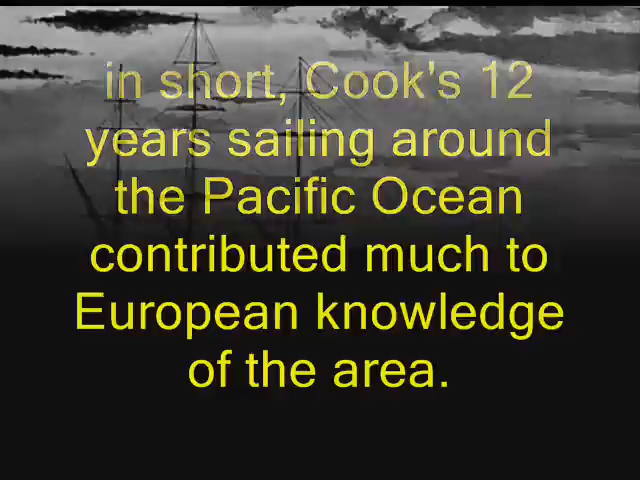 in short, Cook's 12
years sailing around
the Pacific Ocean
contributed much to
European knowledge
of the area.